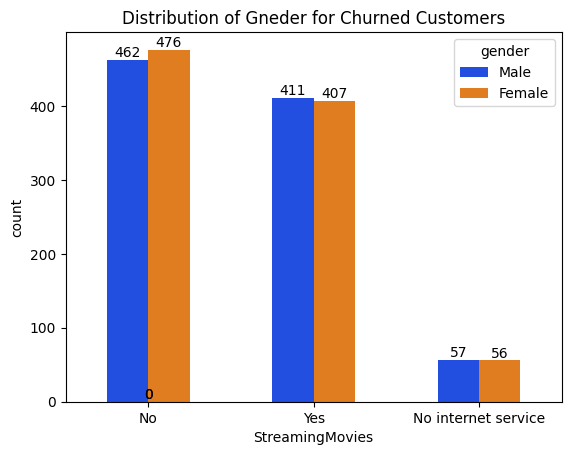 Distribution of Gneder for Churned Customers
gender
Male
Female
462
476
411
407
57
56
0
count
400
300
200
100
0
No
Yes
No internet service
StreamingMovies